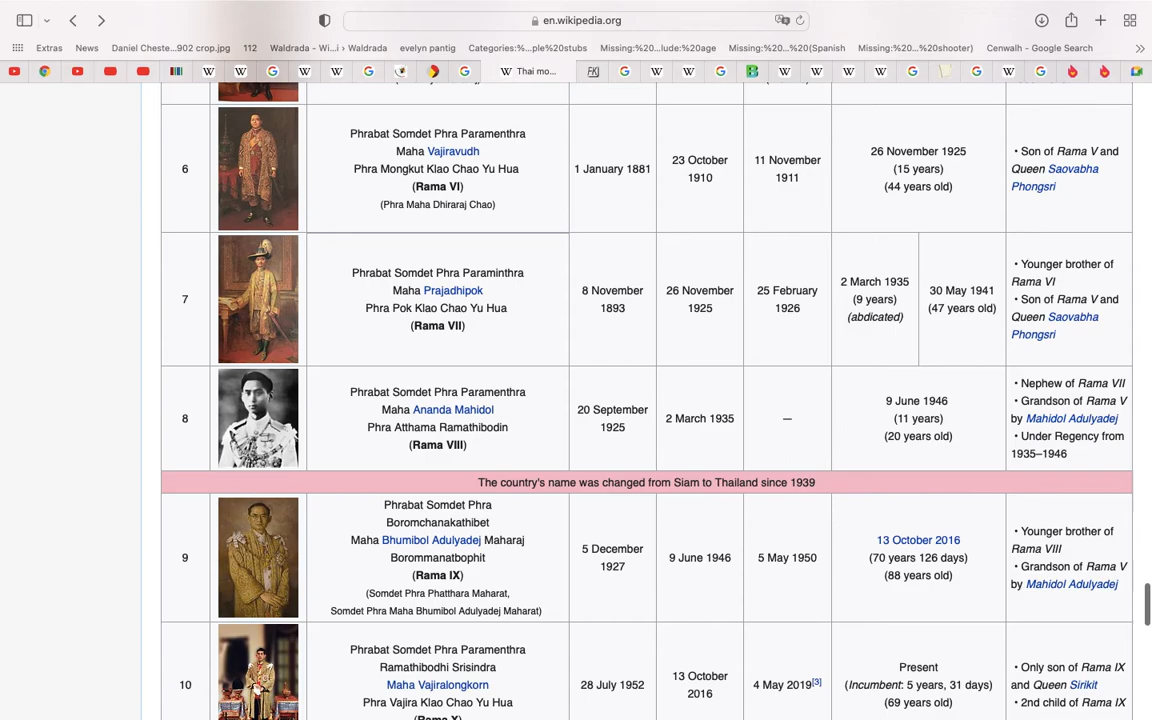 en.wikipedia.org
Extras
News
Daniel Cheste...902 crop.jpg
112
Waldrada - Wi...i › Waldrada
evelyn pantig
Categories:%...ple%20stubs
Missing:%20...lude:%20age
Missing:%20...%20(Spanish
Missing:%20...%20shooter)
Cenwalh - Google Search
Thai mo...
6
Phrabat Somdet Phra Paramenthra
Maha Vajiravudh
Phra Mongkut Klao Chao Yu Hua
(Rama VI)
(Phra Maha Dhiraraj Chao)
1 January 1881
23 October
1910
11 November
1911
26 November 1925
(15 years)
(44 years old)
• Son of Rama V and
Queen Saovabha
Phongsri
7
Phrabat Somdet Phra Paraminthra
Maha Prajadhipok
Phra Pok Klao Chao Yu Hua
(Rama VII)
8 November
1893
26 November
1925
25 February
1926
2 March 1935
(9 years)
(abdicated)
30 May 1941
(47 years old)
• Younger brother of
Rama VI
• Son of Rama V and
Queen Saovabha
Phongsri
8
Phrabat Somdet Phra Paramenthra
Maha Ananda Mahidol
Phra Atthama Ramathibodin
(Rama VIII)
20 September
1925
2 March 1935
—
9 June 1946
(11 years)
(20 years old)
• Nephew of Rama VII
• Grandson of Rama V
by Mahidol Adulyadej
• Under Regency from
1935–1946
The country's name was changed from Siam to Thailand since 1939
9
Phrabat Somdet Phra
Boromchanakathibet
Maha Bhumibol Adulyadej Maharaj
Borommanatbophit
(Rama IX)
(Somdet Phra Phatthara Maharat,
Somdet Phra Maha Bhumibol Adulyadej Maharat)
5 December
1927
9 June 1946
5 May 1950
13 October 2016
(70 years 126 days)
(88 years old)
• Younger brother of
Rama VIII
• Grandson of Rama V
by Mahidol Adulyadej
10
Phrabat Somdet Phra Paramenthra
Ramathibodhi Srisindra
Maha Vajiralongkorn
Phra Vajira Klao Chao Yu Hua
(Rama X)
28 July 1952
13 October
2016
4 May 2019[3]
Present
(Incumbent: 5 years, 31 days)
(69 years old)
• Only son of Rama IX
and Queen Sirikit
• 2nd child of Rama IX